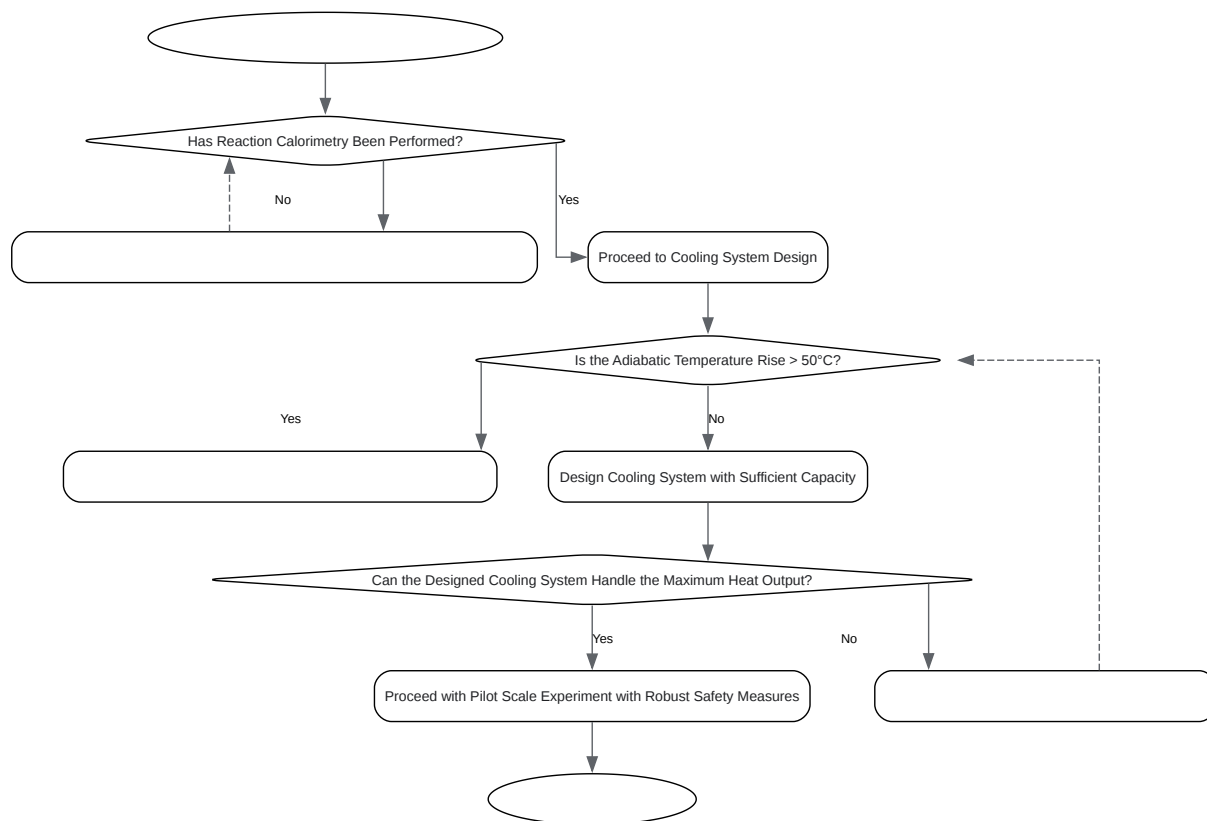 Has Reaction Calorimetry Been Performed?
No
Yes
Proceed to Cooling System Design
Is the Adiabatic Temperature Rise > 50°C?
Yes
No
Design Cooling System with Sufficient Capacity
Can the Designed Cooling System Handle the Maximum Heat Output?
Yes
No
Proceed with Pilot Scale Experiment with Robust Safety Measures